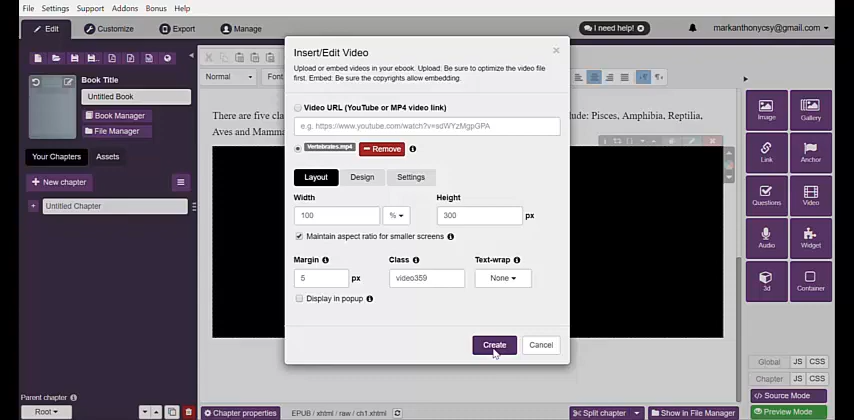 File Settings Support Addons Bonus Help
Edit Customize Export Manage
I need help! markanthonycsy@gmail.com
Book Title
Untitled Book
Book Manager
File Manager
Your Chapters Assets
New chapter
Untitled Chapter
Parent chapter
Root
Normal Font
There are five cla
lude: Pisces, Amphibia, Reptilia,
Aves and Mamma
Insert/Edit Video
Upload or embed videos in your ebook. Upload: Be sure to optimize the video file
first. Embed: Be sure the copyrights allow embedding.
Video URL (YouTube or MP4 video link)
e.g. https://www.youtube.com/watch?v=sdWYzMgpGPA
Vertebrates.mp4 Remove
Layout Design Settings
Width Height
100 % 300 px
Maintain aspect ratio for smaller screens
Margin Class Text-wrap
5 px video359 None
Display in popup
Create Cancel
Image Gallery
Link Anchor
Questions Video
Audio Widget
3d Container
Global JS CSS
Chapter JS CSS
Source Mode
Preview Mode
Chapter properties EPUB / xhtml / raw / ch1.xhtml Split chapter Show in File Manager